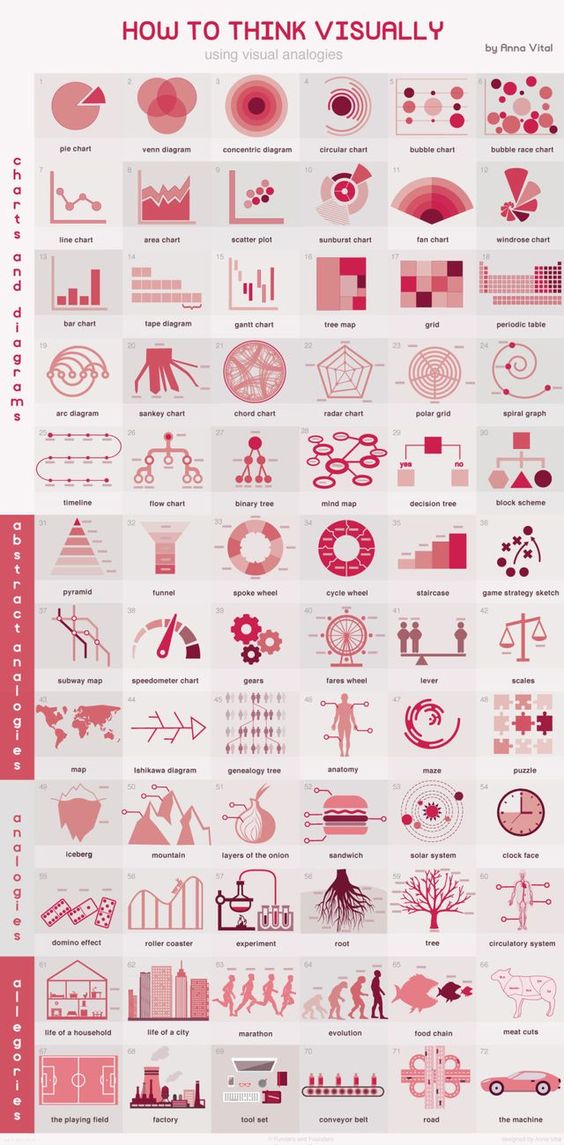 HOW TO THINK VISUALLY
using visual analogies
by Anna Vital
charts and diagrams
1 2 3 4 5 6
pie chart venn diagram concentric diagram circular chart bubble chart bubble race chart
7 8 9 10 11 12
line chart area chart scatter plot sunburst chart fan chart windrose chart
13 14 15 16 17 18
bar chart tape diagram gantt chart tree map grid periodic table
19 20 21 22 23 24
arc diagram sankey chart chord chart radar chart polar grid spiral graph
25 26 27 28 29 30
yes no
timeline flow chart binary tree mind map decision tree block scheme
abstract analogies
31 32 33 34 35 36
pyramid funnel spoke wheel cycle wheel staircase game strategy sketch
37 38 39 40 41 42
subway map speedometer chart gears fares wheel lever scales
43 44 45 46 47 48
map Ishikawa diagram genealogy tree anatomy maze puzzle
analogies
49 50 51 52 53 54
iceberg mountain layers of the onion sandwich solar system clock face
55 56 57 58 59 60
domino effect roller coaster experiment root tree circulatory system
allegories
61 62 63 64 65 66
life of a household life of a city marathon evolution food chain meat cuts
67 68 69 70 71 72
the playing field factory tool set conveyor belt road the machine
© Funders and Founders
designed by Anna Vital